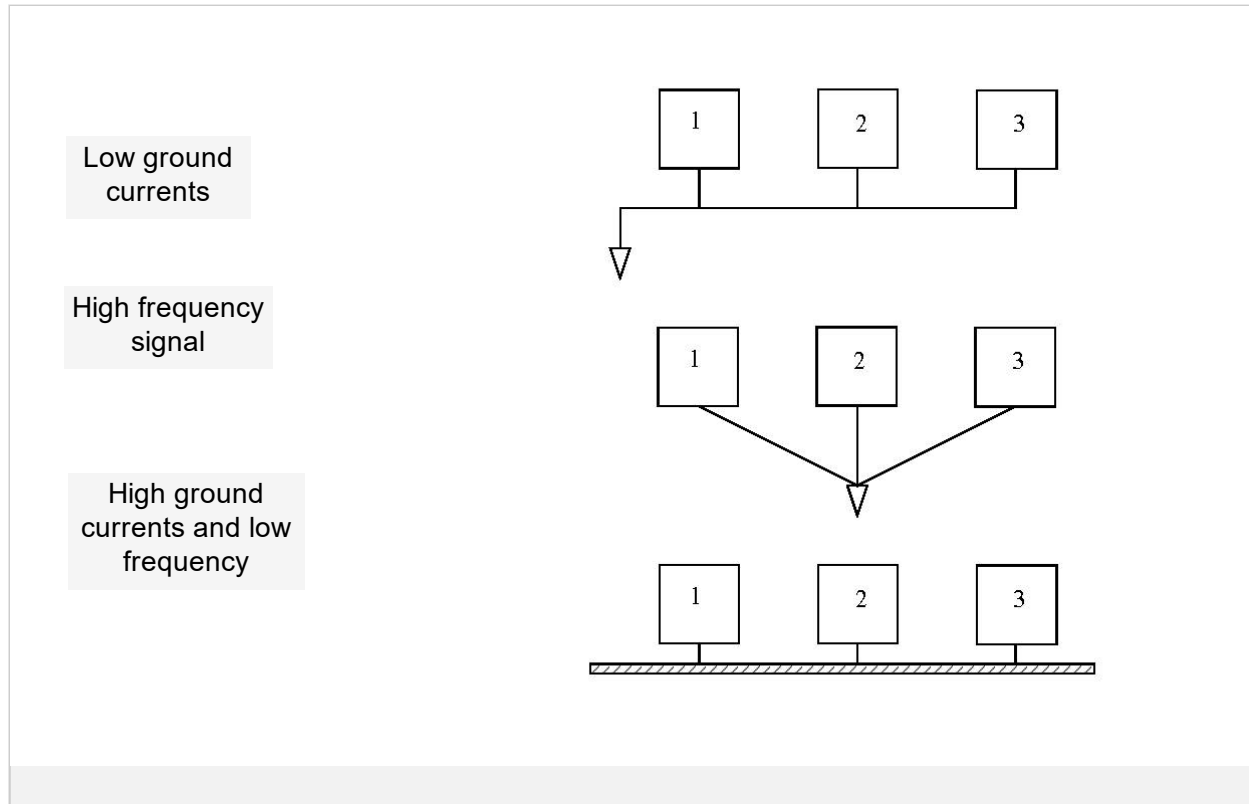 Low ground
currents
1 2 3
High frequency
signal
1 2 3
High ground
currents and low
frequency
1 2 3